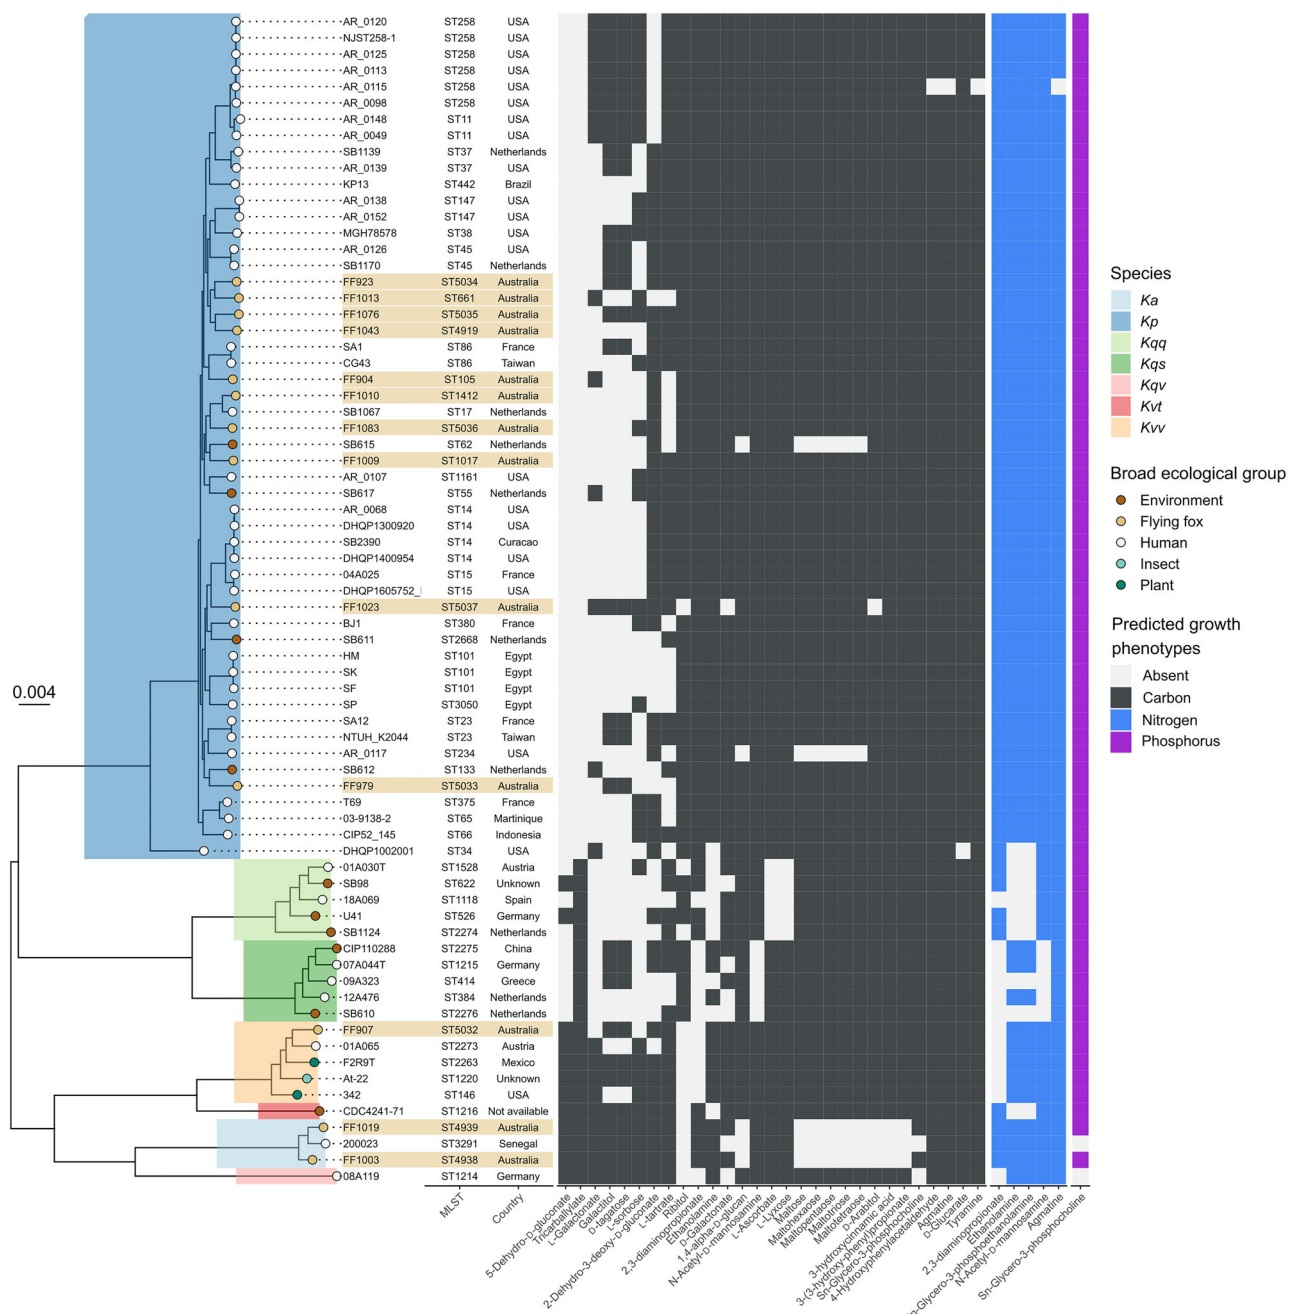 AR_0120 ST258 USA
NJST258-1 ST258 USA
AR_0125 ST258 USA
AR_0113 ST258 USA
AR_0115 ST258 USA
AR_0098 ST258 USA
AR_0148 ST11 USA
AR_0049 ST11 USA
SB1139 ST37 Netherlands
AR_0139 ST37 USA
KP13 ST442 Brazil
AR_0138 ST147 USA
AR_0152 ST147 USA
MGH78578 ST38 USA
AR_0126 ST45 USA
SB1170 ST45 Netherlands
FF923 ST5034 Australia
FF1013 ST661 Australia
FF1076 ST5035 Australia
FF1043 ST4919 Australia
SA1 ST86 France
CG43 ST86 Taiwan
FF904 ST105 Australia
FF1010 ST1412 Australia
SB1067 ST17 Netherlands
FF1083 ST5036 Australia
SB615 ST62 Netherlands
FF1009 ST1017 Australia
AR_0107 ST1161 USA
SB617 ST55 Netherlands
AR_0068 ST14 USA
DHQP1300920 ST14 USA
SB2390 ST14 Curacao
DHQP1400954 ST14 USA
04A025 ST15 France
DHQP1605752_ ST15 USA
FF1023 ST5037 Australia
BJ1 ST380 France
SB611 ST2668 Netherlands
HM ST101 Egypt
SK ST101 Egypt
SF ST101 Egypt
SP ST3050 Egypt
SA12 ST23 France
NTUH_K2044 ST23 Taiwan
AR_0117 ST234 USA
SB612 ST133 Netherlands
FF979 ST5033 Australia
T69 ST375 France
03-9138-2 ST65 Martinique
CIP52_145 ST66 Indonesia
DHQP1002001 ST34 USA
01A030T ST1528 Austria
SB98 ST622 Unknown
18A069 ST1118 Spain
U41 ST526 Germany
SB1124 ST2274 Netherlands
CIP110288 ST2275 China
07A044T ST1215 Germany
09A323 ST414 Greece
12A476 ST384 Netherlands
SB610 ST2276 Netherlands
FF907 ST5032 Australia
01A065 ST2273 Austria
F2R9T ST2263 Mexico
At-22 ST1220 Unknown
342 ST146 USA
CDC4241-71 ST1216 Not available
FF1019 ST4939 Australia
200023 ST3291 Senegal
FF1003 ST4938 Australia
08A119 ST1214 Germany
0.004
MLST
Country
5-Dehydro-D-gluconate
Tricarballylate
L-Galactonate
Galactitol
D-tagatose
L-sorbose
2-Dehydro-3-deoxy-D-gluconate
L-tartrate
Ribitol
2,3-diaminopropionate
Ethanolamine
D-Galactonate
1,4-alpha-D-glucan
N-Acetyl-D-mannosamine
L-Ascorbate
L-Lyxose
Maltose
Maltohexaose
Maltopentaose
Maltotriose
Maltotetraose
D-Arabitol
3-hydroxycinnamic acid
3-(3-hydroxy-phenyl)propionate
Sn-Glycero-3-phosphocholine
4-Hydroxyphenylacetaldehyde
Agmatine
D-Glucarate
Tyramine
2,3-diaminopropionate
Ethanolamine
n-Glycero-3-phosphoethanolamine
N-Acetyl-D-mannosamine
Agmatine
Sn-Glycero-3-phosphocholine
Species
Ka
Kp
Kqq
Kqs
Kqv
Kvt
Kvv
Broad ecological group
Environment
Flying fox
Human
Insect
Plant
Predicted growth
phenotypes
Absent
Carbon
Nitrogen
Phosphorus